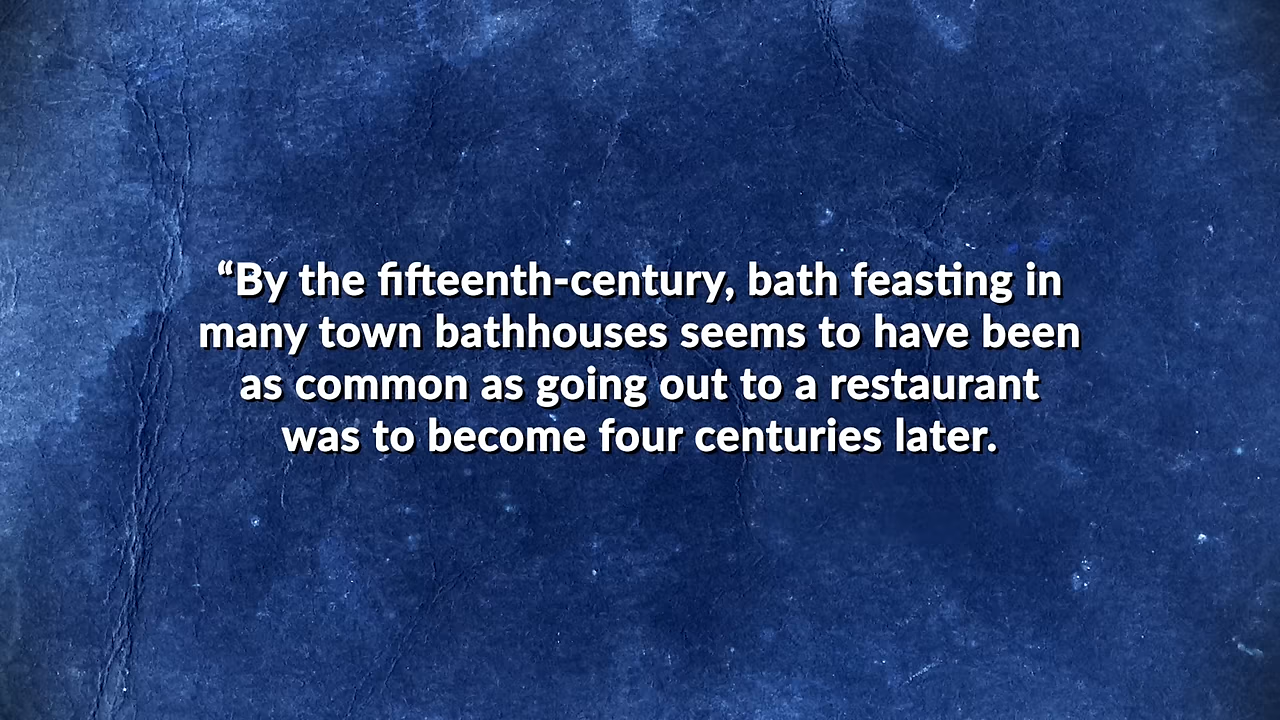 “By the fifteenth-century, bath feasting in
many town bathhouses seems to have been
as common as going out to a restaurant
was to become four centuries later.